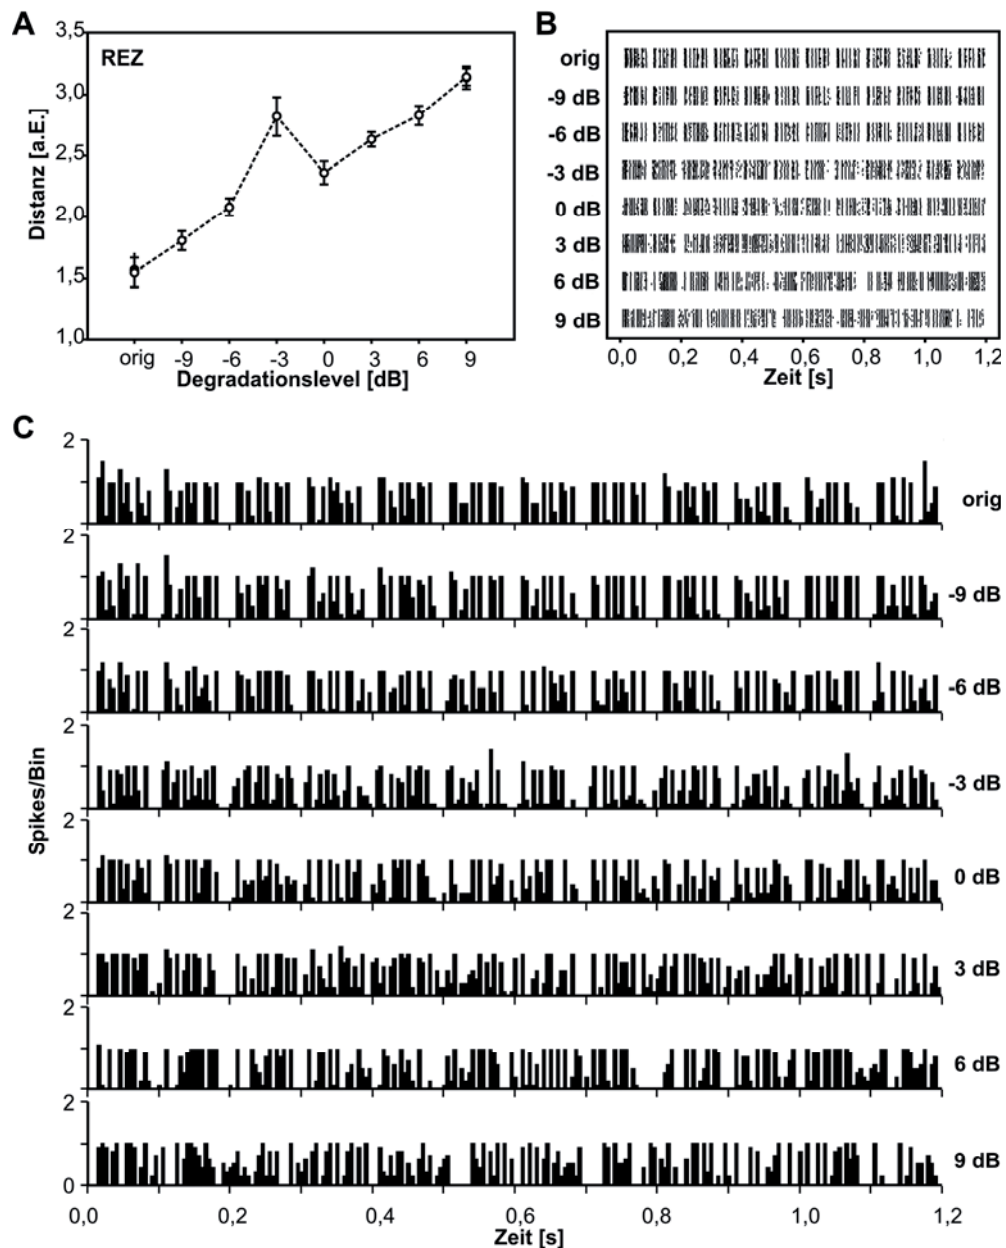 A
3,5
3,0
2,5
2,0
1,5
1,0
Distanz [a.E.]
REZ
orig -9 -6 -3 0 3 6 9
Degradationslevel [dB]
B
orig
-9 dB
-6 dB
-3 dB
0 dB
3 dB
6 dB
9 dB
0,0 0,2 0,4 0,6 0,8 1,0 1,2
Zeit [s]
C
Spikes/Bin
2
orig
2
-9 dB
2
-6 dB
2
-3 dB
2
0 dB
2
3 dB
2
6 dB
2
9 dB
0
0,0 0,2 0,4 0,6 0,8 1,0 1,2
Zeit [s]